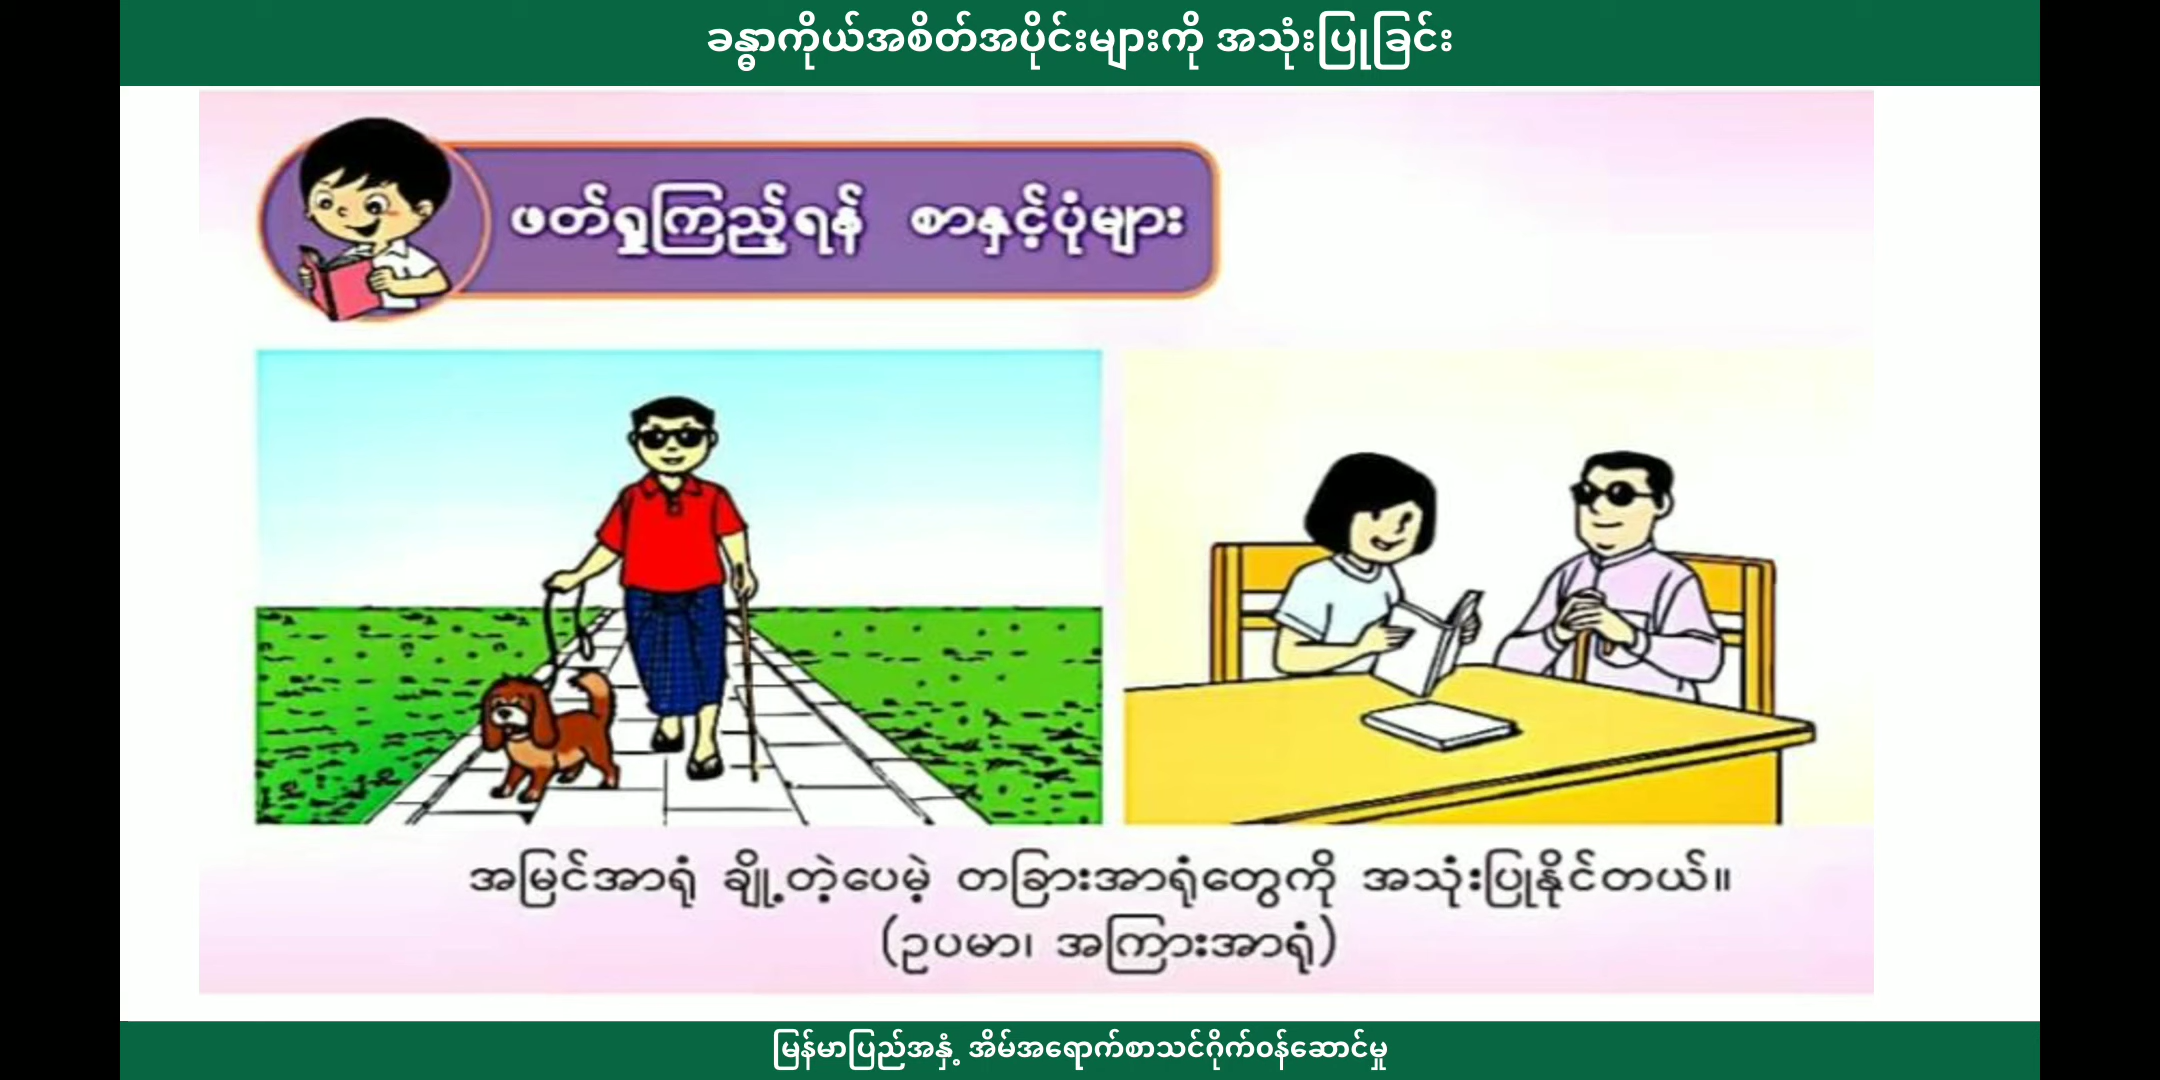 ခန္ဓာကိုယ်အစိတ်အပိုင်းများကို အသုံးပြုခြင်း
ဖတ်ရှုကြည့်ရန် စာနှင့်ပုံများ
အမြင်အာရုံ ချို့တဲ့ပေမဲ့ တခြားအာရုံတွေကို အသုံးပြုနိုင်တယ်။
(ဥပမာ၊ အကြားအာရုံ)
မြန်မာပြည်အနှံ့ အိမ်အရောက်စာသင်ဂိုက်ဝန်ဆောင်မှု